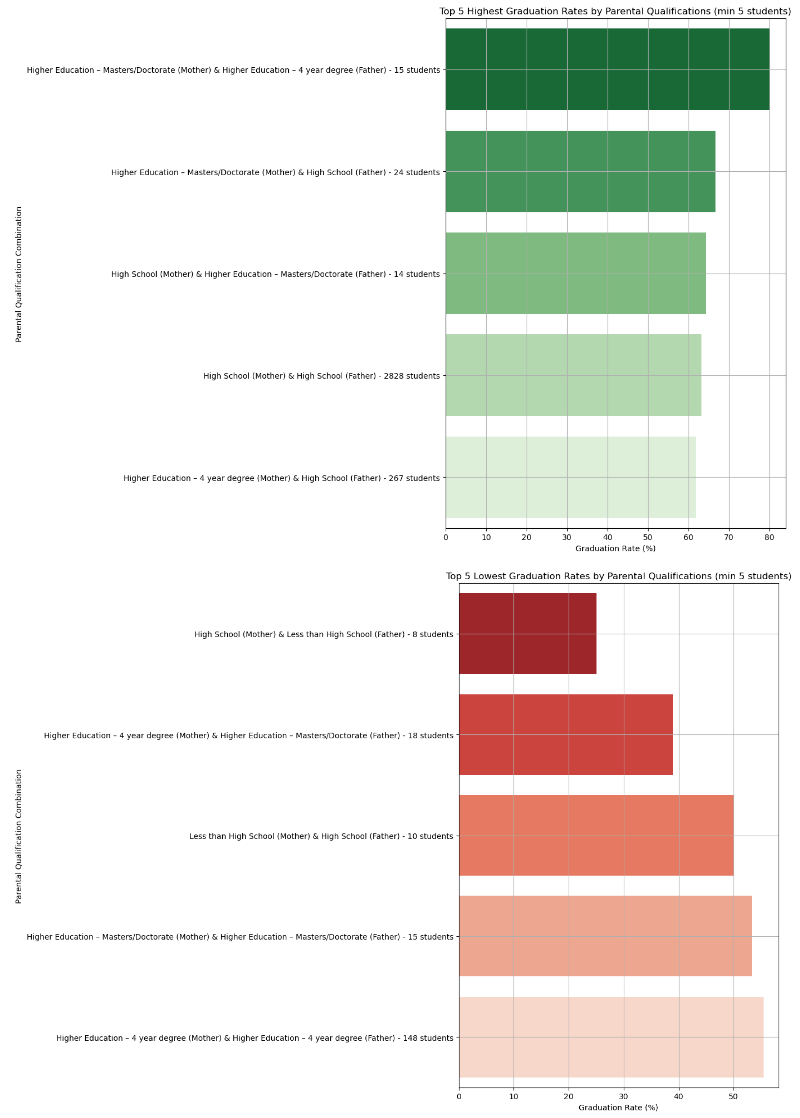 Top 5 Highest Graduation Rates by Parental Qualifications (min 5 students)
Parental Qualification Combination
Higher Education – Masters/Doctorate (Mother) & Higher Education – 4 year degree (Father) - 15 students
Higher Education – Masters/Doctorate (Mother) & High School (Father) - 24 students
High School (Mother) & Higher Education – Masters/Doctorate (Father) - 14 students
High School (Mother) & High School (Father) - 2828 students
Higher Education – 4 year degree (Mother) & High School (Father) - 267 students
0 10 20 30 40 50 60 70 80
Graduation Rate (%)
Top 5 Lowest Graduation Rates by Parental Qualifications (min 5 students)
Parental Qualification Combination
High School (Mother) & Less than High School (Father) - 8 students
Higher Education – 4 year degree (Mother) & Higher Education – Masters/Doctorate (Father) - 18 students
Less than High School (Mother) & High School (Father) - 10 students
Higher Education – Masters/Doctorate (Mother) & Higher Education – Masters/Doctorate (Father) - 15 students
Higher Education – 4 year degree (Mother) & Higher Education – 4 year degree (Father) - 148 students
0 10 20 30 40 50
Graduation Rate (%)